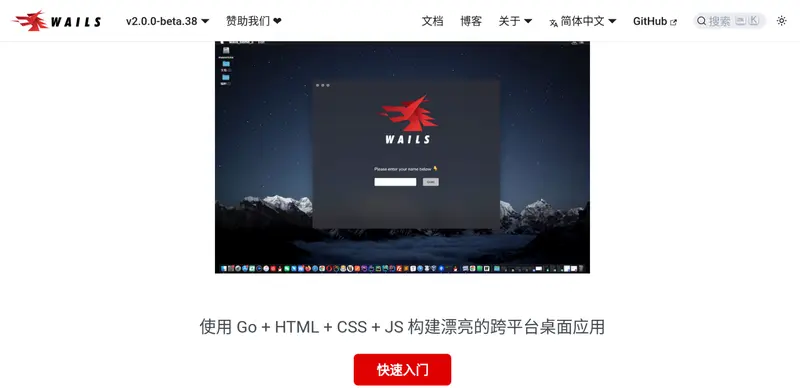 WAILS
v2.0.0-beta.38
赞助我们 ❤
文档
博客
关于
简体中文
GitHub
搜索
K
WAILS
Please enter your name below 👇
使用 Go + HTML + CSS + JS 构建漂亮的跨平台桌面应用
快速入门